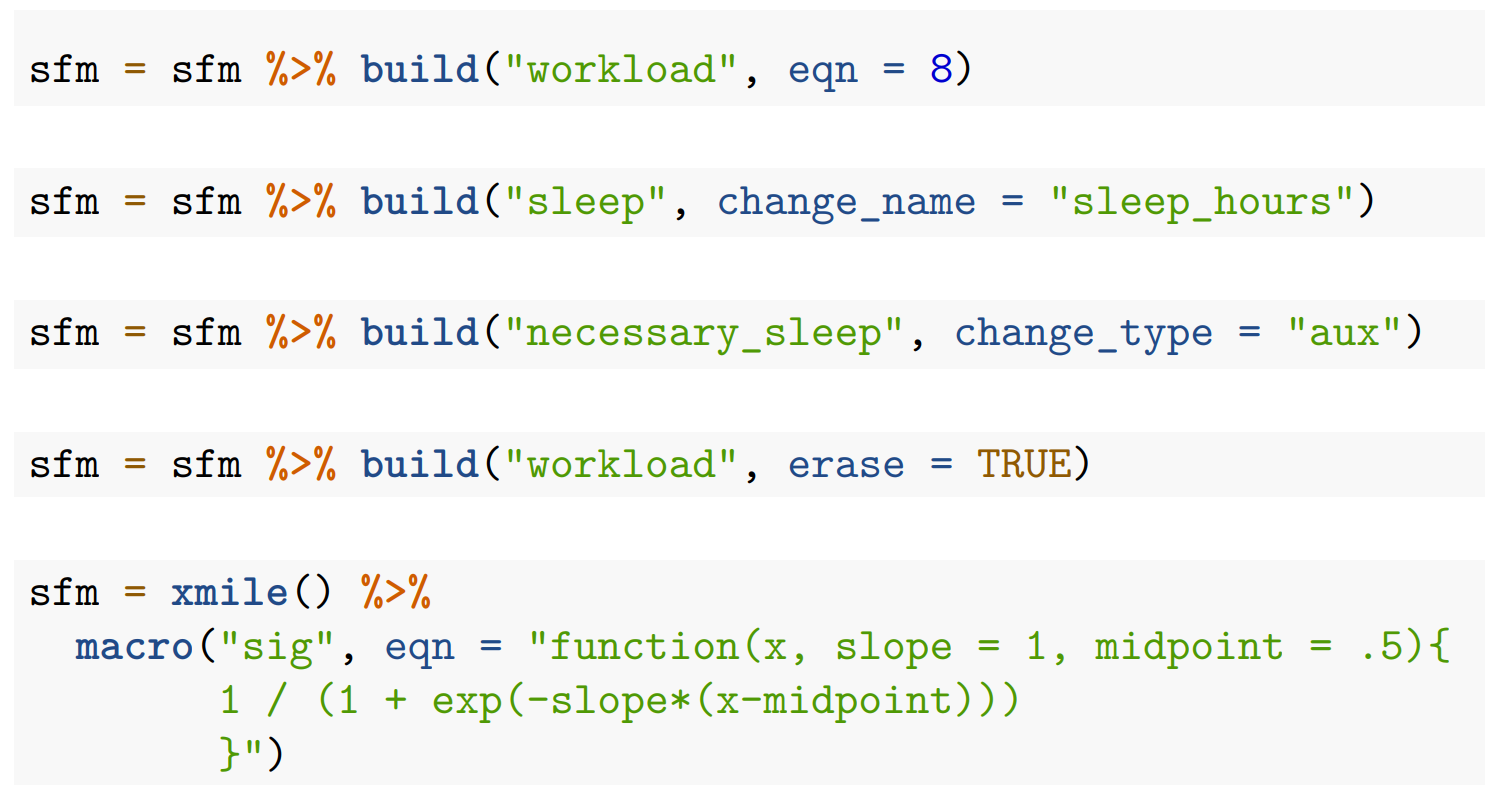 sfm = sfm %>% build("workload", eqn = 8)
sfm = sfm %>% build("sleep", change_name = "sleep_hours")
sfm = sfm %>% build("necessary_sleep", change_type = "aux")
sfm = sfm %>% build("workload", erase = TRUE)
sfm = xmile() %>%
  macro("sig", eqn = "function(x, slope = 1, midpoint = .5){
        1 / (1 + exp(-slope*(x-midpoint)))
        }")